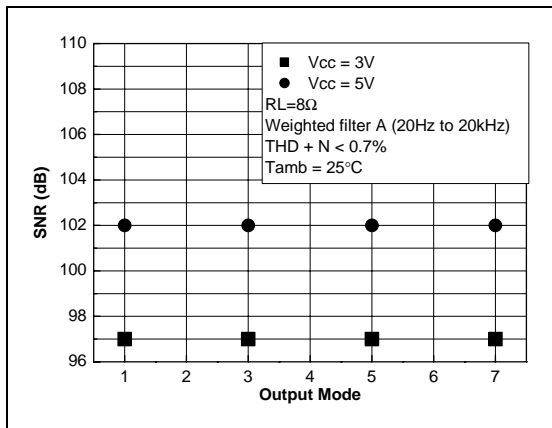 110
108
106
104
102
100
98
96
SNR (dB)
Vcc = 3V
Vcc = 5V
RL=8Ω
Weighted filter A (20Hz to 20kHz)
THD + N < 0.7%
Tamb = 25°C
1 2 3 4 5 6 7
Output Mode